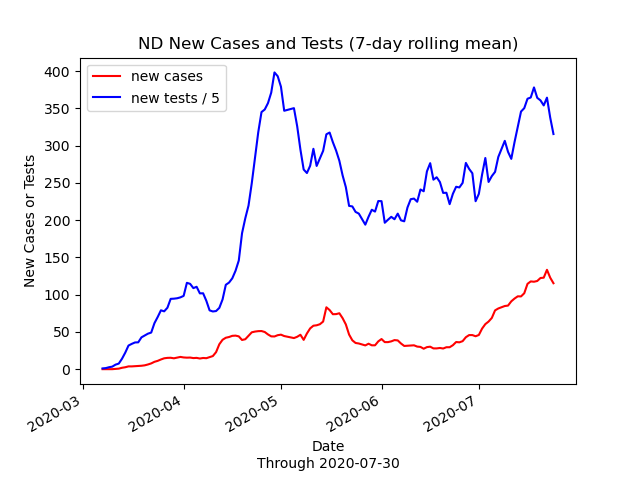 ND New Cases and Tests (7-day rolling mean)
new cases
new tests / 5
New Cases or Tests
400
350
300
250
200
150
100
50
0
2020-03
2020-04
2020-05
2020-06
2020-07
Date
Through 2020-07-30